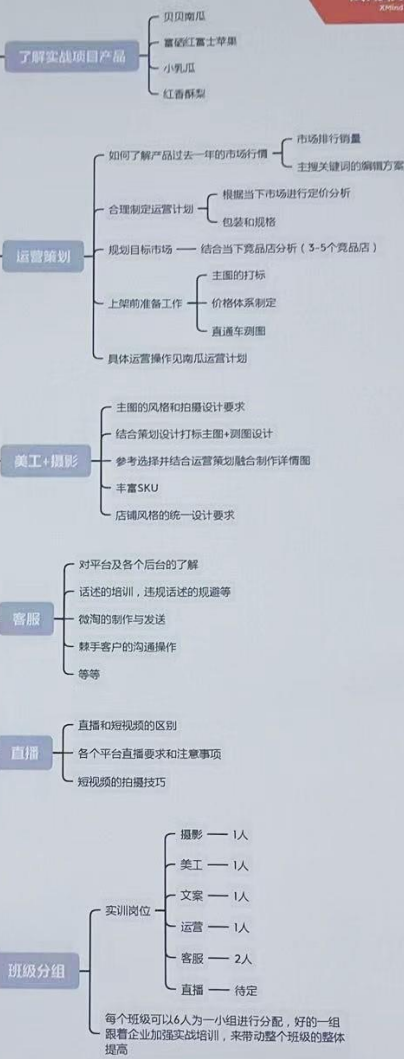 XMind
贝贝南瓜
富硒红富士苹果
了解实战项目产品
小乳瓜
红香酥梨
市场排行销量
如何了解产品过去一年的市场行情
主搜关键词的编辑方案
根据当下市场进行定价分析
合理制定运营计划
包装和规格
运营策划
规划目标市场
结合当下竞品店分析（3-5个竞品店）
主图的打标
上架前准备工作
价格体系制定
直通车测图
具体运营操作见南瓜运营计划
主图的风格和拍摄设计要求
结合策划设计打标主图+测图设计
美工+摄影
参考选择并结合运营策划融合制作详情图
丰富SKU
店铺风格的统一设计要求
对平台及各个后台的了解
话述的培训，违规话述的规避等
客服
微淘的制作与发送
棘手客户的沟通操作
等等
直播和短视频的区别
直播
各个平台直播要求和注意事项
短视频的拍摄技巧
摄影
1人
美工
1人
文案
1人
实训岗位
运营
1人
客服
2人
直播
待定
班级分组
每个班级可以6人为一小组进行分配，好的一组
跟着企业加强实战培训，来带动整个班级的整体
提高